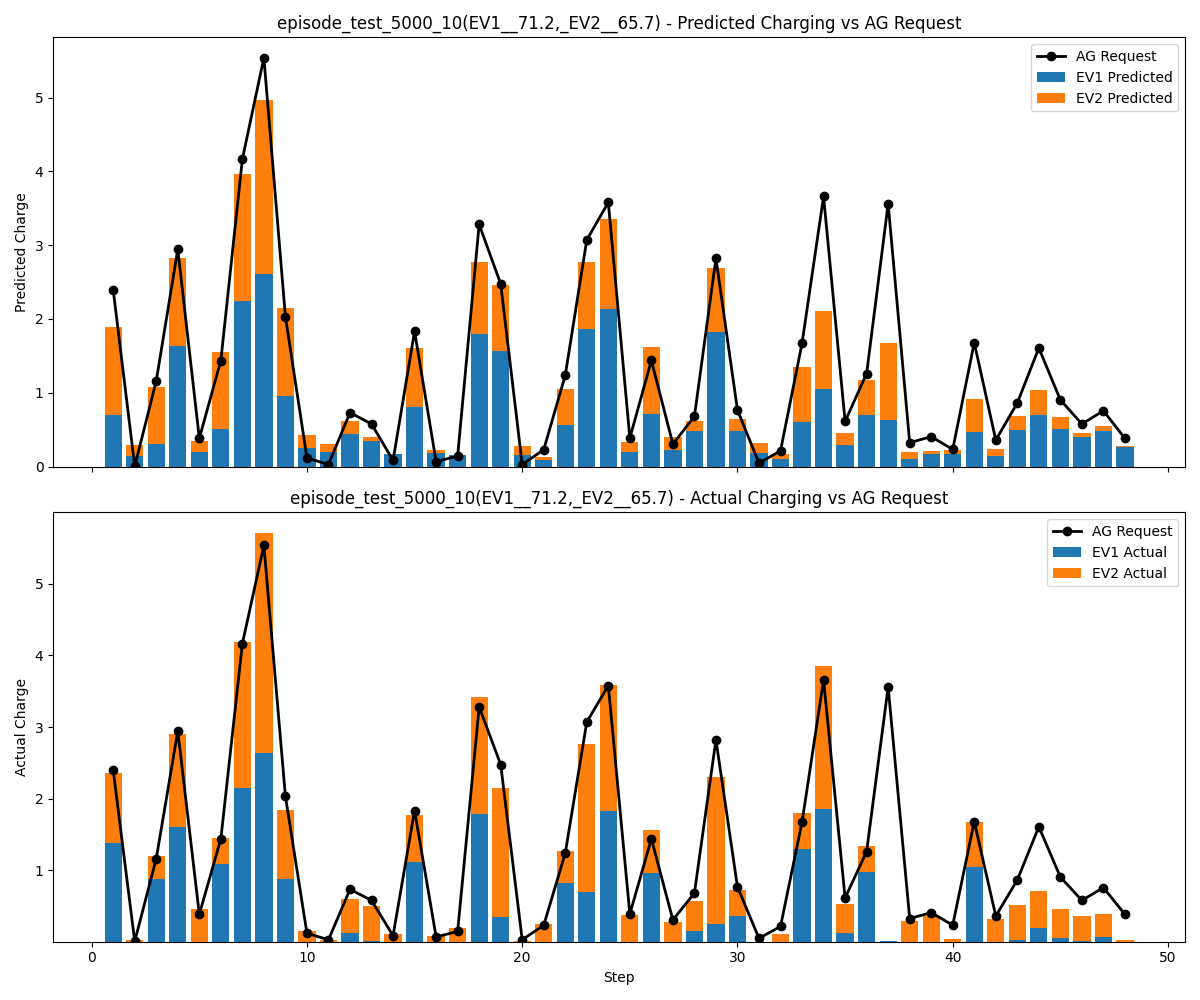 episode_test_5000_10(EV1__71.2,_EV2__65.7) - Predicted Charging vs AG Request
AG Request
EV1 Predicted
EV2 Predicted
Predicted Charge
5
4
3
2
1
0
episode_test_5000_10(EV1__71.2,_EV2__65.7) - Actual Charging vs AG Request
AG Request
EV1 Actual
EV2 Actual
Actual Charge
5
4
3
2
1
0 10 20 30 40 50
Step